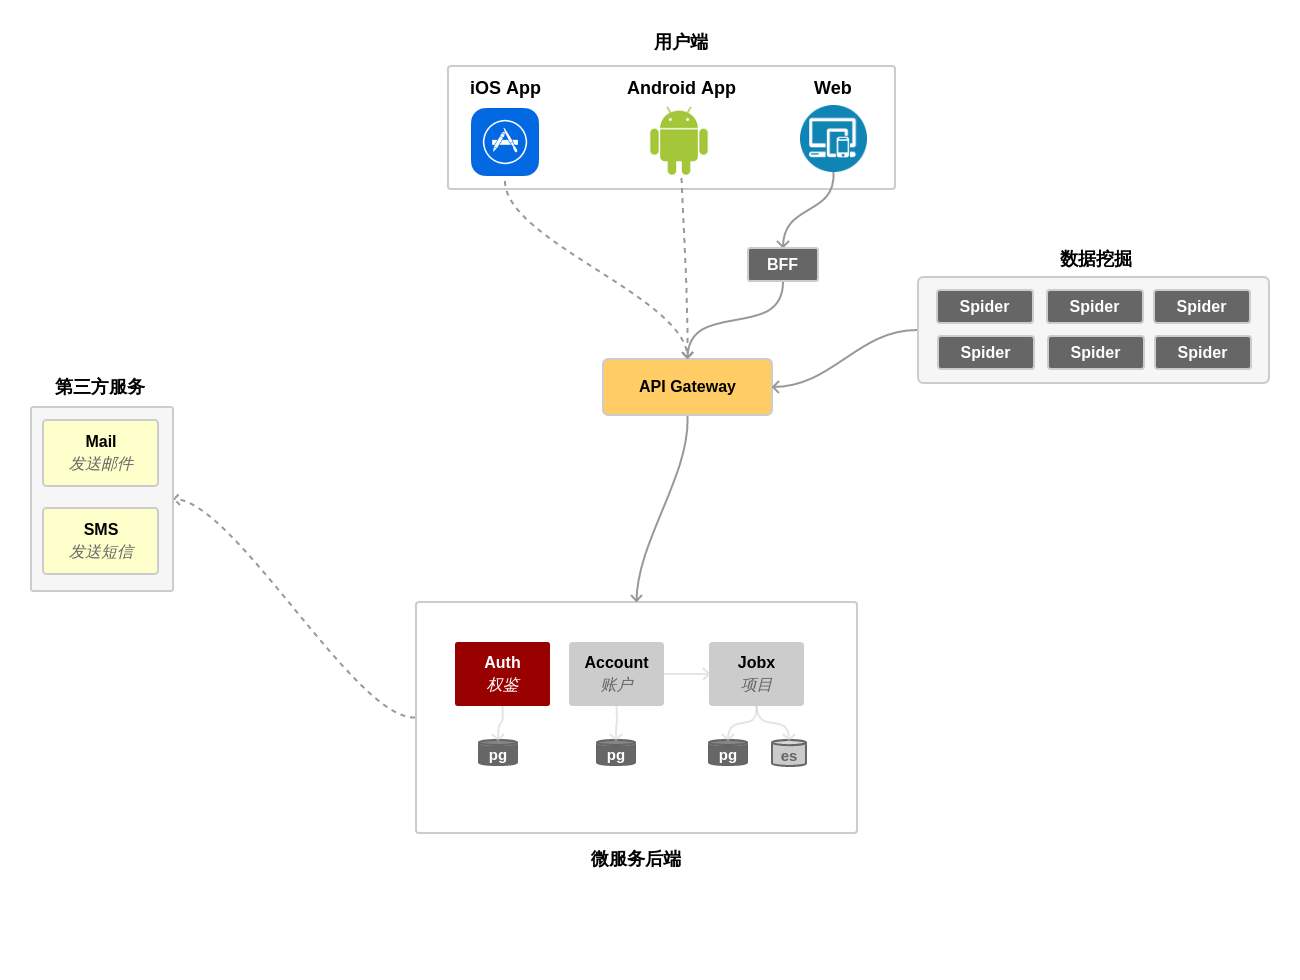 用户端
iOS App
Android App
Web
BFF
数据挖掘
Spider
Spider
Spider
Spider
Spider
Spider
API Gateway
第三方服务
Mail
发送邮件
SMS
发送短信
Auth
权鉴
Account
账户
Jobx
项目
pg
pg
pg
es
微服务后端